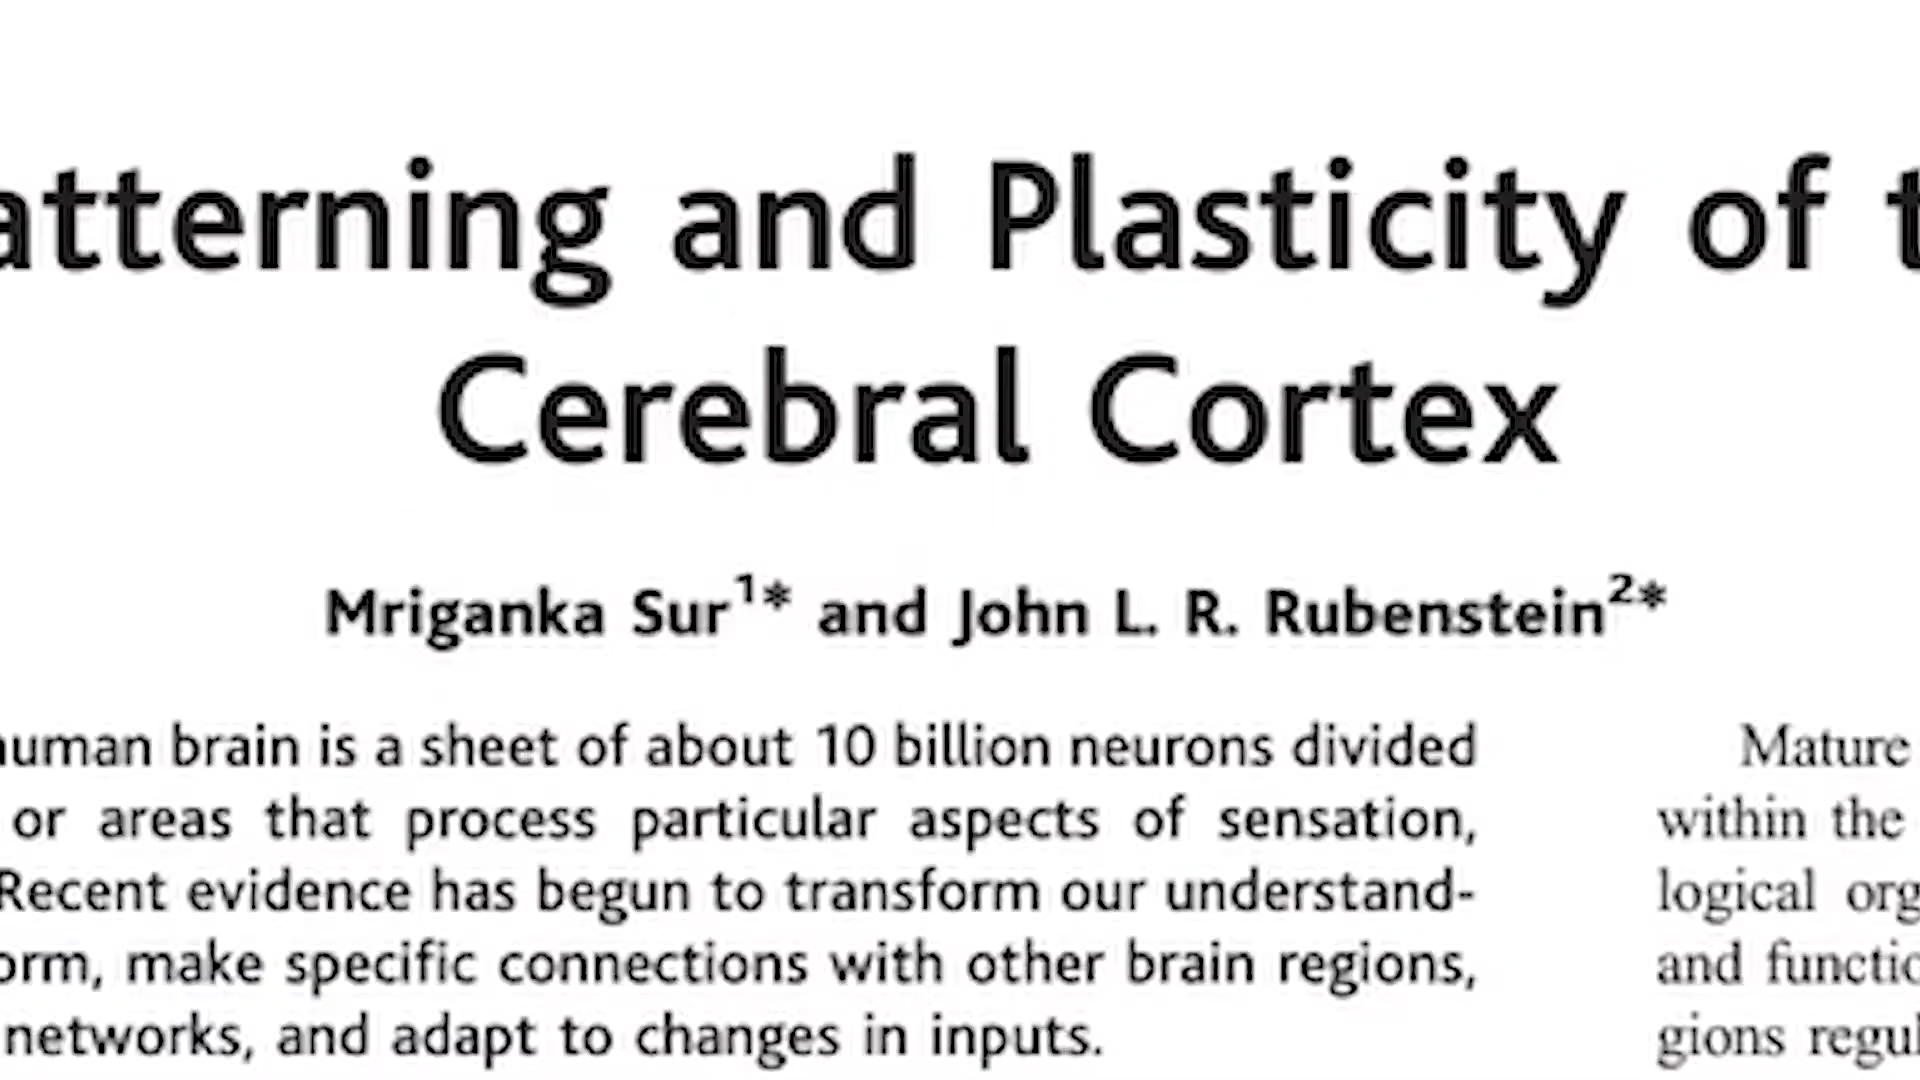 atterning and Plasticity of t
Cerebral Cortex
Mriganka Sur¹* and John L. R. Rubenstein²*
human brain is a sheet of about 10 billion neurons divided
or areas that process particular aspects of sensation,
Recent evidence has begun to transform our understand-
orm, make specific connections with other brain regions,
networks, and adapt to changes in inputs.
Mature
within the
logical org
and functio
gions regul